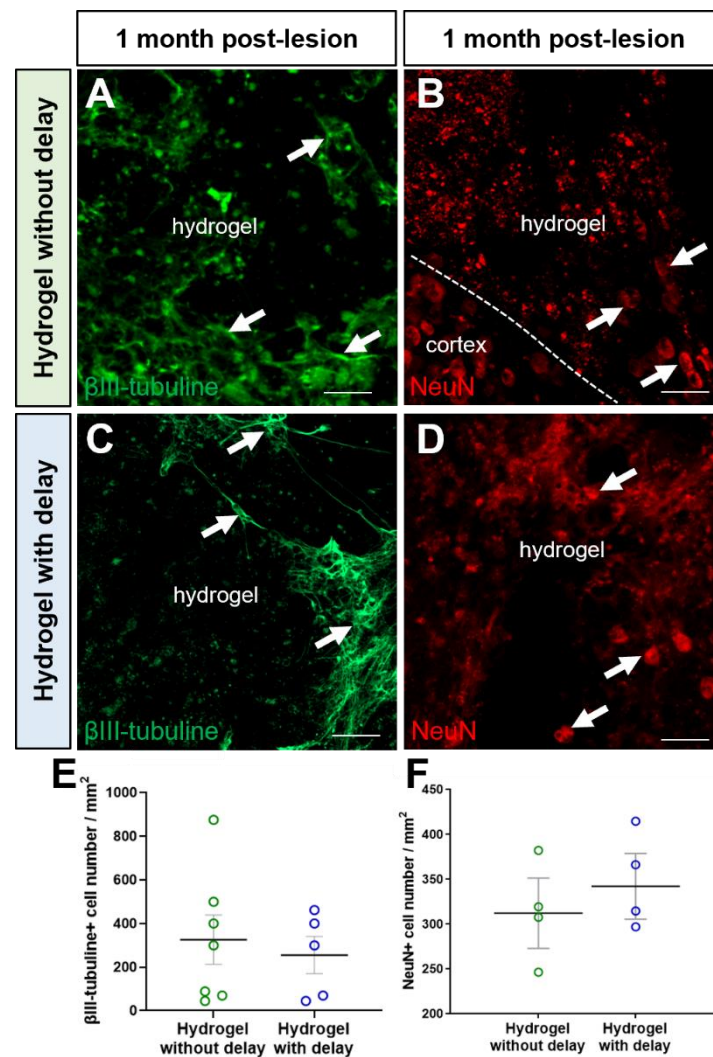 1 month post-lesion
1 month post-lesion
Hydrogel without delay
A
hydrogel
βIII-tubuline
B
hydrogel
cortex
NeuN
Hydrogel with delay
C
hydrogel
βIII-tubuline
D
hydrogel
NeuN
E
βIII-tubuline+ cell number / mm²
1000
800
600
400
200
0
Hydrogel
without delay
Hydrogel
with delay
F
NeuN+ cell number / mm²
450
400
350
300
250
200
Hydrogel
without delay
Hydrogel
with delay